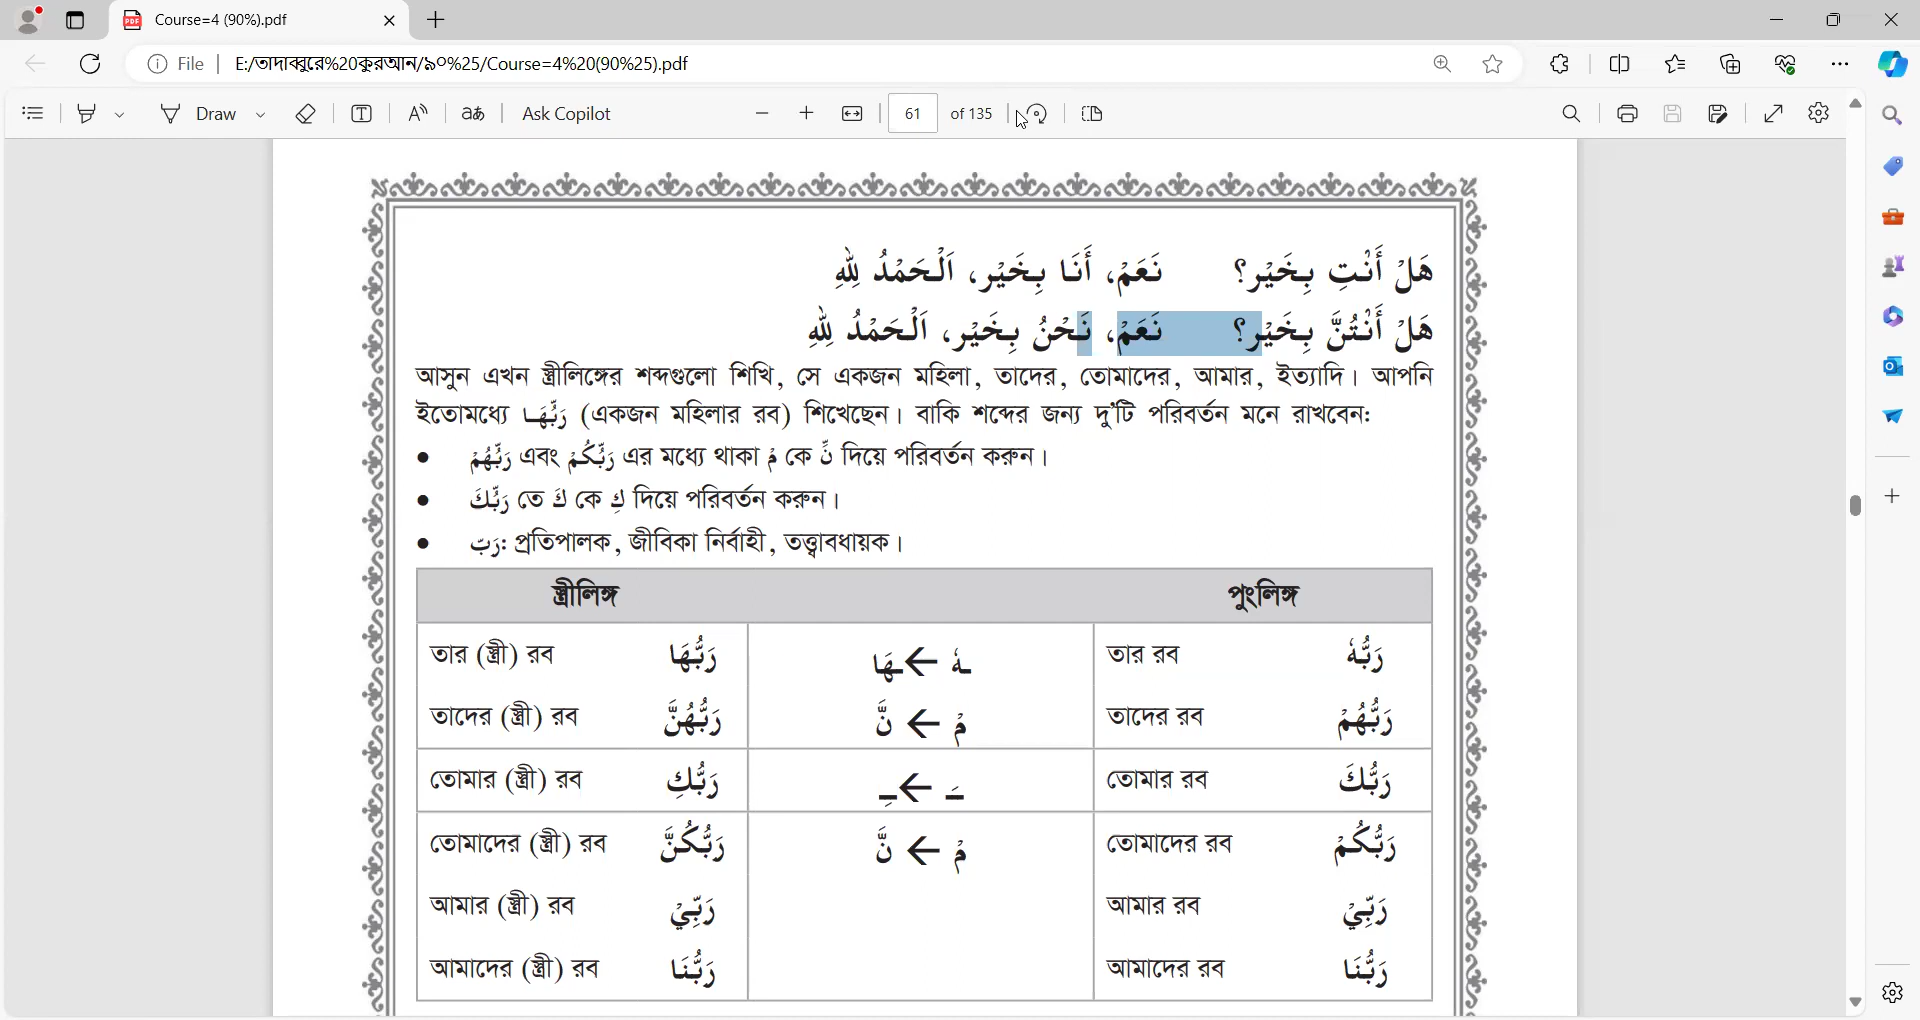 Course=4 (90%).pdf
File
E:/তাদাব্বুরে%20কুরআন/৯০%25/Course=4%20(90%25).pdf
Draw
Ask Copilot
61 of 135
هَلْ أَنْتِ بِخَيْر؟ نَعَمْ، أَنَا بِخَيْر، اَلْحَمْدُ لِلّٰهِ
هَلْ أَنْتُنَّ بِخَيْر؟ نَعَمْ، نَحْنُ بِخَيْر، اَلْحَمْدُ لِلّٰهِ
আসুন এখন স্ত্রীলিঙ্গের শব্দগুলো শিখি, সে একজন মহিলা, তাদের, তোমাদের, আমার, ইত্যাদি। আপনি
ইতোমধ্যে رَبُّهَا (একজন মহিলার রব) শিখেছেন। বাকি শব্দের জন্য দু’টি পরিবর্তন মনে রাখবেন:
● رَبُّهُمْ এবং رَبُّكُمْ এর মধ্যে থাকা مْ কে نَّ দিয়ে পরিবর্তন করুন।
● رَبُّكَ তে كَ কে كِ দিয়ে পরিবর্তন করুন।
● رَبّ: প্রতিপালক, জীবিকা নির্বাহী, তত্ত্বাবধায়ক।
স্ত্রীলিঙ্গ পুংলিঙ্গ
তার (স্ত্রী) রব رَبُّهَا ـهٗ ← ـهَا তার রব رَبُّهٗ
তাদের (স্ত্রী) রব رَبُّهُنَّ مْ ← نَّ তাদের রব رَبُّهُمْ
তোমার (স্ত্রী) রব رَبُّكِ ـَ ← ـِ তোমার রব رَبُّكَ
তোমাদের (স্ত্রী) রব رَبُّكُنَّ مْ ← نَّ তোমাদের রব رَبُّكُمْ
আমার (স্ত্রী) রব رَبِّيْ আমার রব رَبِّيْ
আমাদের (স্ত্রী) রব رَبُّنَا আমাদের রব رَبُّنَا